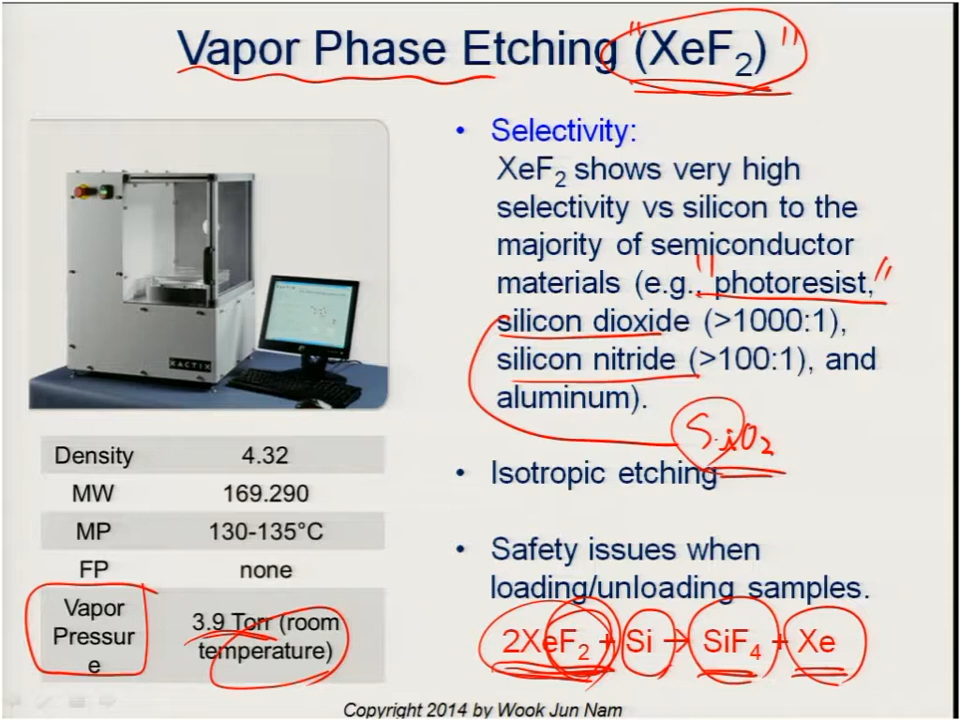 Vapor Phase Etching "(XeF₂)"
• Selectivity:
XeF₂ shows very high
selectivity vs silicon to the
majority of semiconductor
materials (e.g., "photoresist,"
silicon dioxide (>1000:1),
silicon nitride (>100:1), and
aluminum).
SiO₂
• Isotropic etching
• Safety issues when
loading/unloading samples.
2XeF₂ + Si → SiF₄ + Xe
XACTIX
Density 4.32
MW 169.290
MP 130-135°C
FP none
Vapor
Pressur
e
3.9 Torr (room
temperature)
Copyright 2014 by Wook Jun Nam